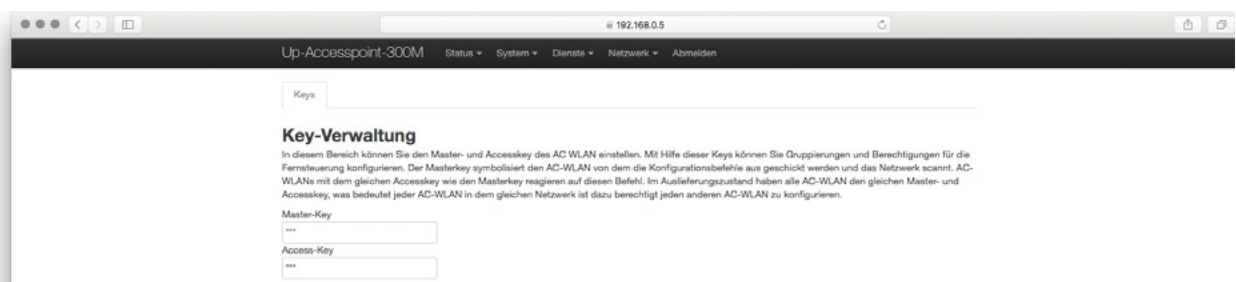 192.168.0.5
Up-Accesspoint-300M Status System Dienste Netzwerk Abmelden
Keys
Key-Verwaltung
In diesem Bereich können Sie den Master- und Accesskey des AC WLAN einstellen. Mit Hilfe dieser Keys können Sie Gruppierungen und Berechtigungen für die
Fernsteuerung konfigurieren. Der Masterkey symbolisiert den AC-WLAN von dem die Konfigurationsbefehle aus geschickt werden und das Netzwerk scannt. AC-
WLANs mit dem gleichen Accesskey wie den Masterkey reagieren auf diesen Befehl. Im Auslieferungszustand haben alle AC-WLAN den gleichen Master- und
Accesskey, was bedeutet jeder AC-WLAN in dem gleichen Netzwerk ist dazu berechtigt jeden anderen AC-WLAN zu konfigurieren.
Master-Key
***
Access-Key
***